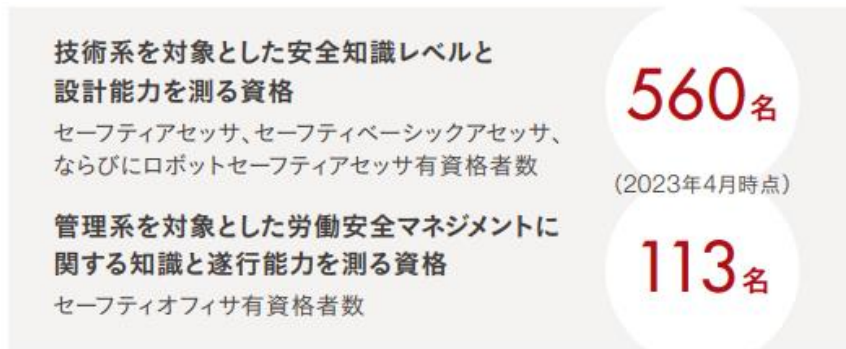 技術系を対象とした安全知識レベルと
設計能力を測る資格
セーフティアセッサ、セーフティベーシックアセッサ、
ならびにロボットセーフティアセッサ有資格者数
560名
(2023年4月時点)
管理系を対象とした労働安全マネジメントに
関する知識と遂行能力を測る資格
セーフティオフィサ有資格者数
113名